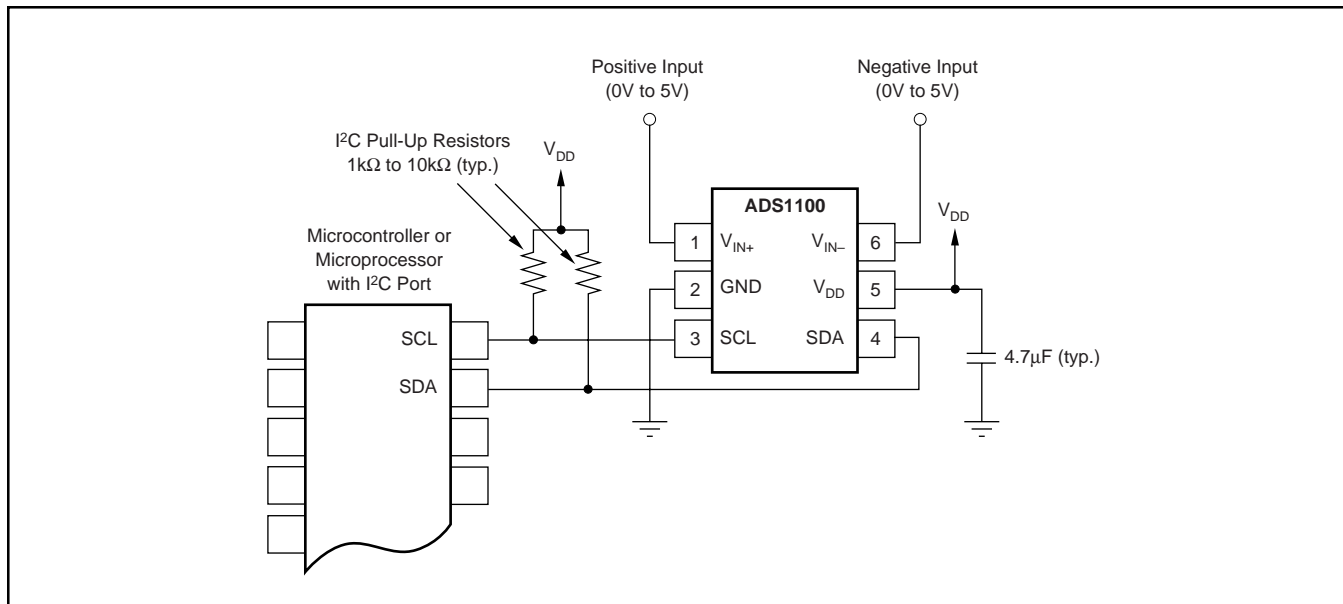 Positive Input
(0V to 5V)
Negative Input
(0V to 5V)
I²C Pull-Up Resistors
1kΩ to 10kΩ (typ.)
V_DD
Microcontroller or
Microprocessor
with I²C Port
SCL
SDA
ADS1100
1 V_IN+ V_IN– 6
2 GND V_DD 5
3 SCL SDA 4
V_DD
4.7μF (typ.)